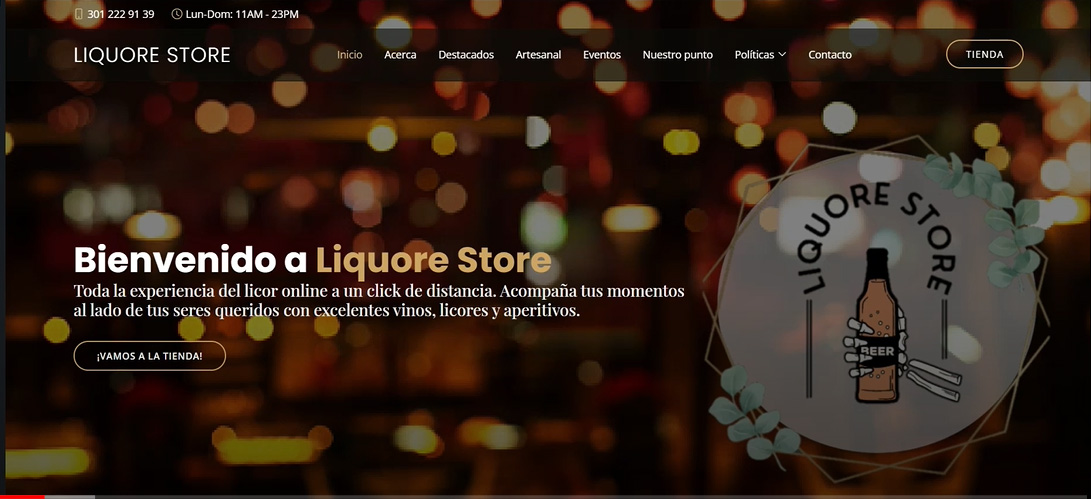 301 222 91 39 Lun-Dom: 11AM - 23PM
LIQUORE STORE Inicio Acerca Destacados Artesanal Eventos Nuestro punto Políticas Contacto TIENDA
LIQUORE STORE
Bienvenido a Liquore Store
Toda la experiencia del licor online a un click de distancia. Acompaña tus momentos
al lado de tus seres queridos con excelentes vinos, licores y aperitivos.
BEER
¡VAMOS A LA TIENDA!